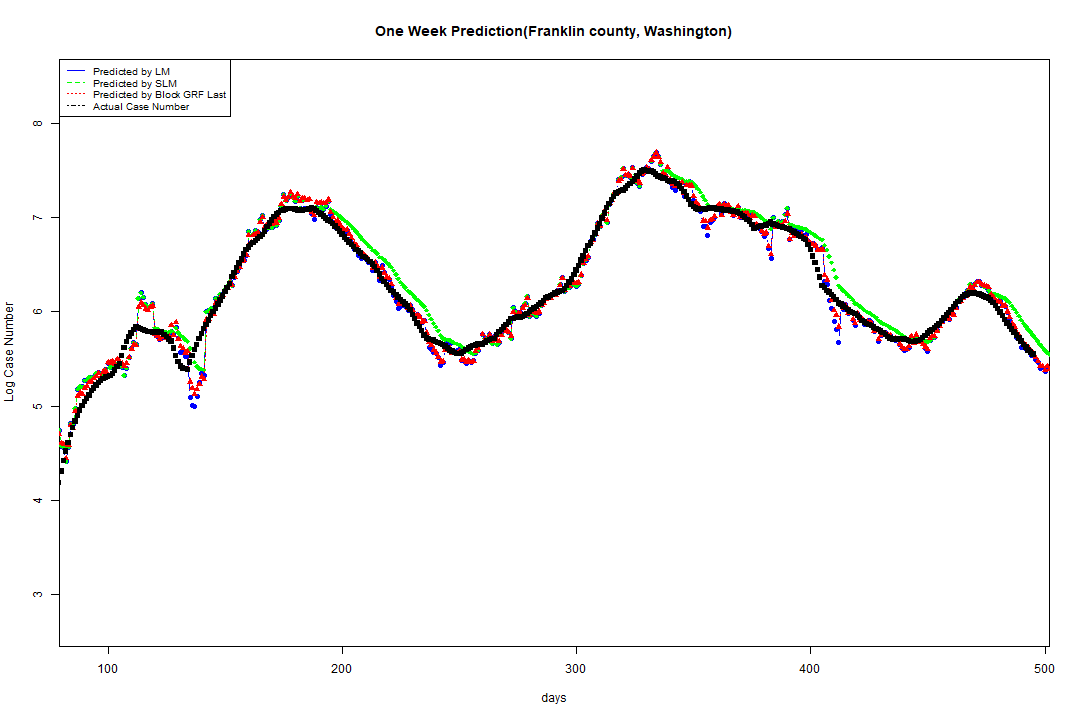 One Week Prediction(Franklin county, Washington)
Predicted by LM
Predicted by SLM
Predicted by Block GRF Last
Actual Case Number
8
7
6
5
4
3
Log Case Number
100 200 300 400 500
days